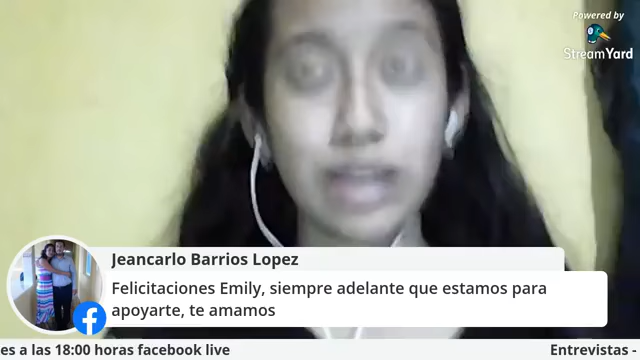 Powered by
StreamYard
Jeancarlo Barrios Lopez
Felicitaciones Emily, siempre adelante que estamos para
apoyarte, te amamos
es a las 18:00 horas facebook live
Entrevistas -